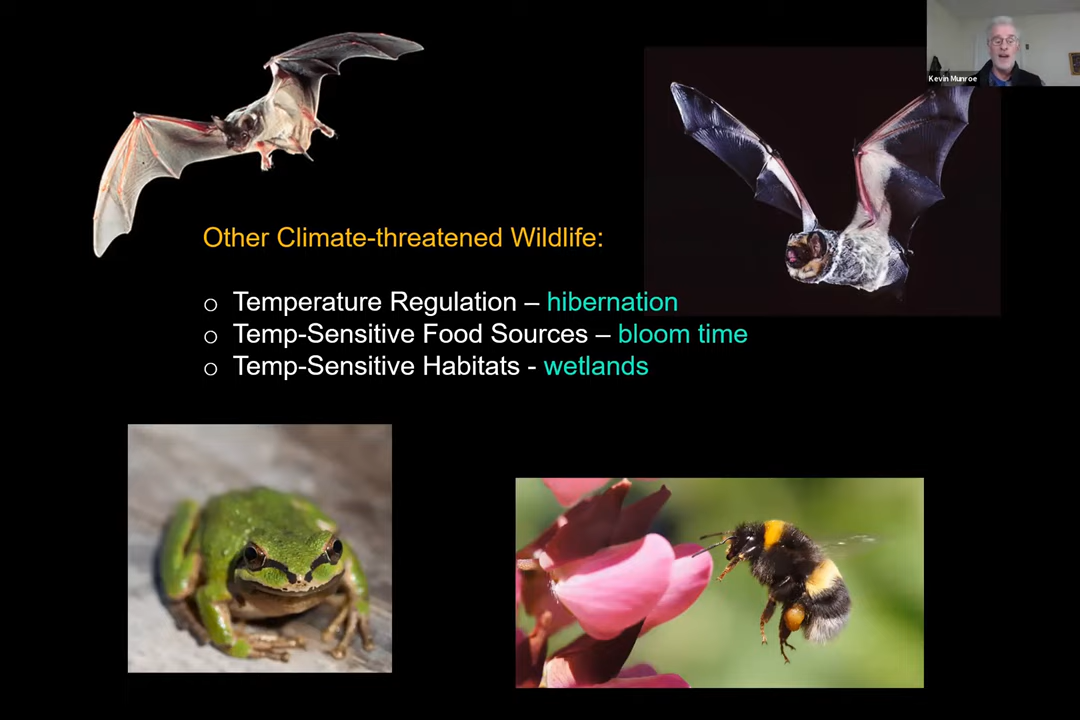 Kevin Munroe
Other Climate-threatened Wildlife:
o Temperature Regulation – hibernation
o Temp-Sensitive Food Sources – bloom time
o Temp-Sensitive Habitats - wetlands